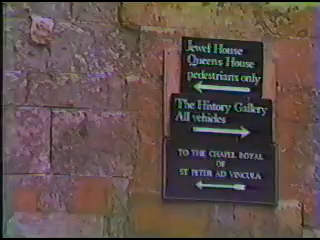 Jewel House
Queens House
pedestrians only
The History Gallery
All vehicles
TO THE CHAPEL ROYAL
OF
ST PETER AD VINCULA